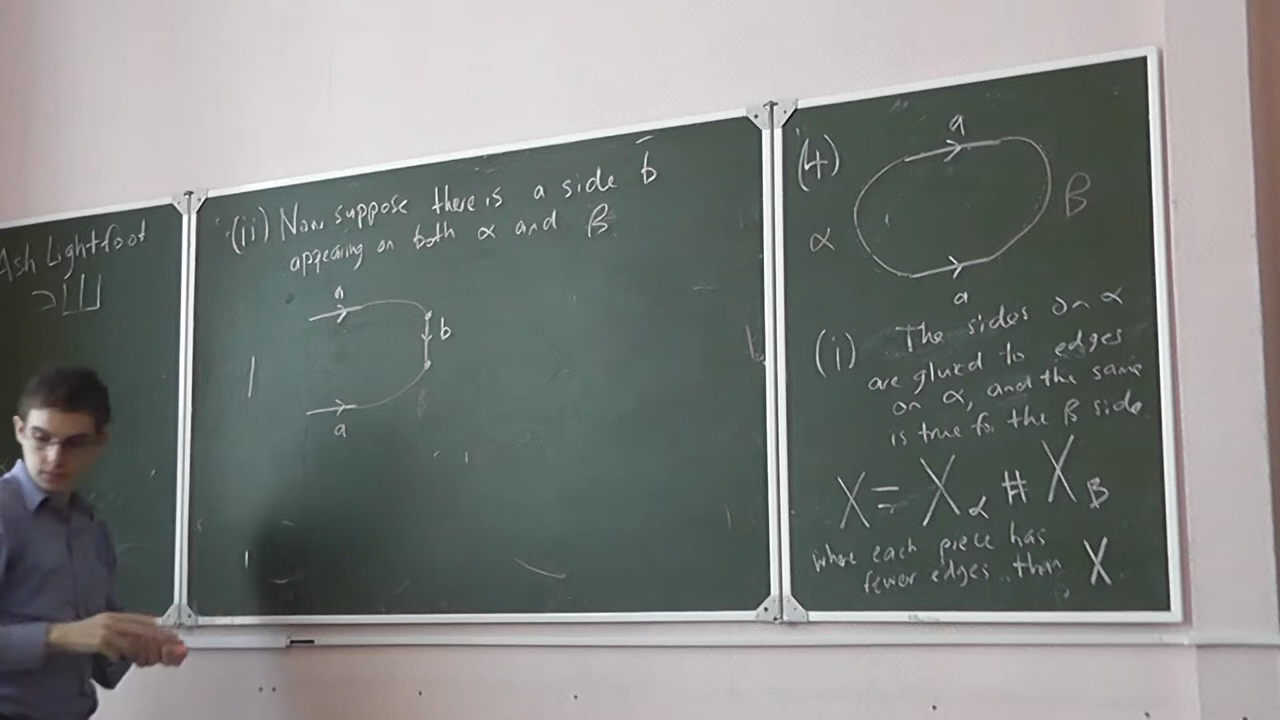 Ash Lightfoot
(ii) Now suppose there is a side b
appearing on both α and β
a
b
a
(4)
a
β
α
a
(i) The sides on α
are glued to edges
on α, and the same
is true for the β side.
X = X_α # X_β
where each piece has
fewer edges than X